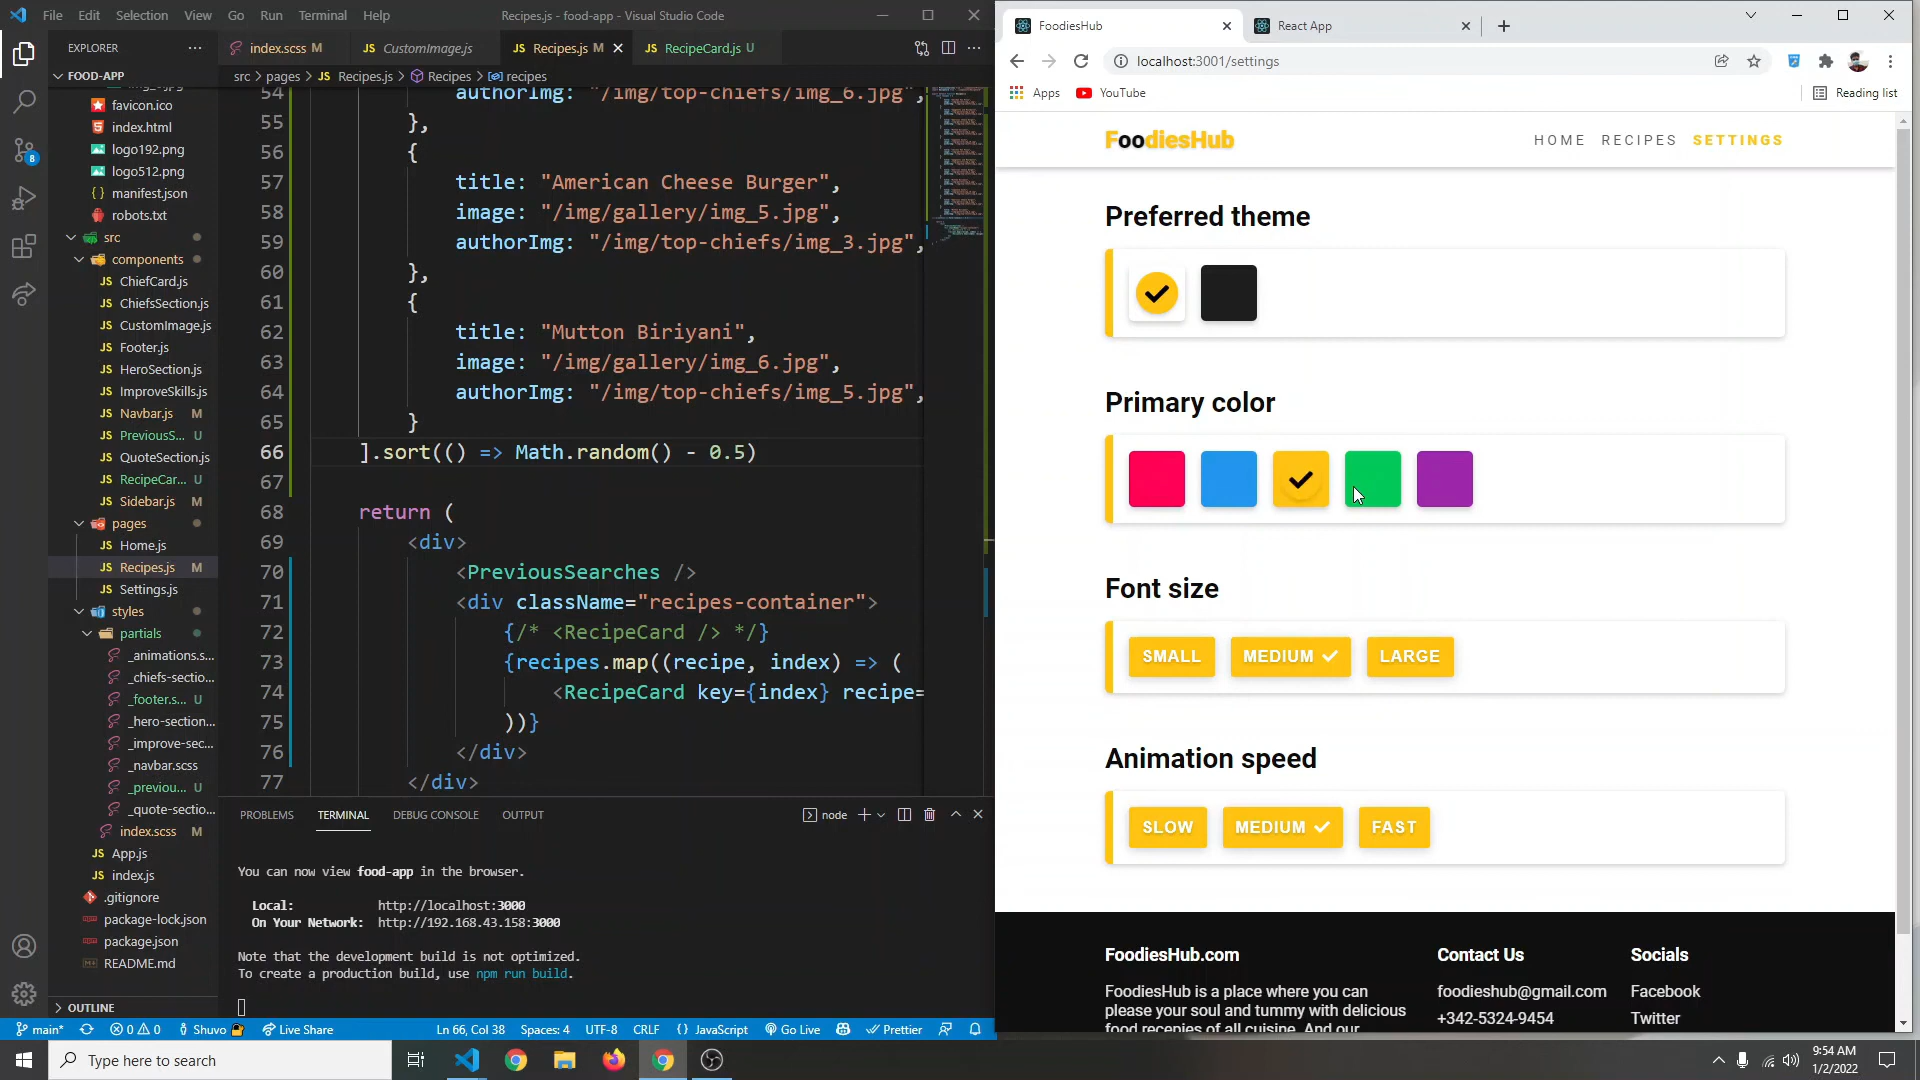 File Edit Selection View Go Run Terminal Help
Recipes.js - food-app - Visual Studio Code
EXPLORER
FOOD-APP
favicon.ico
index.html
logo192.png
logo512.png
manifest.json
robots.txt
src
components
ChiefCard.js
ChiefsSection.js
CustomImage.js
Footer.js
HeroSection.js
ImproveSkills.js
Navbar.js M
PreviousS... U
QuoteSection.js
RecipeCar... U
Sidebar.js M
pages
Home.js
Recipes.js M
Settings.js
styles
partials
_animations.s...
_chiefs-sectio...
_footer.s... U
_hero-section...
_improve-sec...
_navbar.scss
_previou... U
_quote-sectio...
index.scss M
App.js
index.js
.gitignore
package-lock.json
package.json
README.md
OUTLINE
index.scss M CustomImage.js Recipes.js M RecipeCard.js U
src > pages > Recipes.js > Recipes > recipes
54 authorImg: "/img/top-chiefs/img_6.jpg",
55 },
56 {
57 title: "American Cheese Burger",
58 image: "/img/gallery/img_5.jpg",
59 authorImg: "/img/top-chiefs/img_3.jpg",
60 },
61 {
62 title: "Mutton Biriyani",
63 image: "/img/gallery/img_6.jpg",
64 authorImg: "/img/top-chiefs/img_5.jpg",
65 }
66 ].sort(() => Math.random() - 0.5)
67
68 return (
69 <div>
70 <PreviousSearches />
71 <div className="recipes-container">
72 {/* <RecipeCard /> */}
73 {recipes.map((recipe, index) => (
74 <RecipeCard key={index} recipe=
75 ))}
76 </div>
77 </div>
PROBLEMS TERMINAL DEBUG CONSOLE OUTPUT
node
You can now view food-app in the browser.
Local: http://localhost:3000
On Your Network: http://192.168.43.158:3000
Note that the development build is not optimized.
To create a production build, use npm run build.
8
main* 0 0 Shuvo Live Share Ln 66, Col 38 Spaces: 4 UTF-8 CRLF JavaScript Go Live Prettier
FoodiesHub
React App
localhost:3001/settings
Apps YouTube Reading list
FoodiesHub
HOME RECIPES SETTINGS
Preferred theme
Primary color
Font size
SMALL MEDIUM LARGE
Animation speed
SLOW MEDIUM FAST
FoodiesHub.com
FoodiesHub is a place where you can
please your soul and tummy with delicious
food recepies of all cuisine. And our
Contact Us
foodieshub@gmail.com
+342-5324-9454
Socials
Facebook
Twitter
Type here to search
9:54 AM
1/2/2022